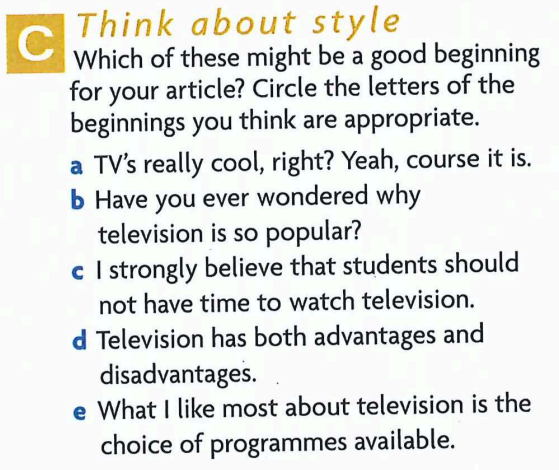 C Think about style
Which of these might be a good beginning
for your article? Circle the letters of the
beginnings you think are appropriate.
a TV's really cool, right? Yeah, course it is.
b Have you ever wondered why
television is so popular?
c I strongly believe that students should
not have time to watch television.
d Television has both advantages and
disadvantages.
e What I like most about television is the
choice of programmes available.